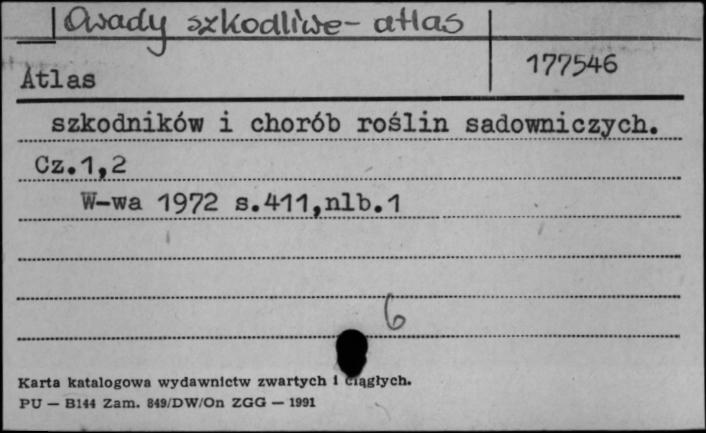 Owady szkodliwe - atlas
177546
Atlas
szkodników i chorób roślin sadowniczych.
Cz.1,2
W-wa 1972 s.411,nlb.1
6
Karta katalogowa wydawnictw zwartych i ciągłych.
PU — B144 Zam. 849/DW/On ZGG — 1991